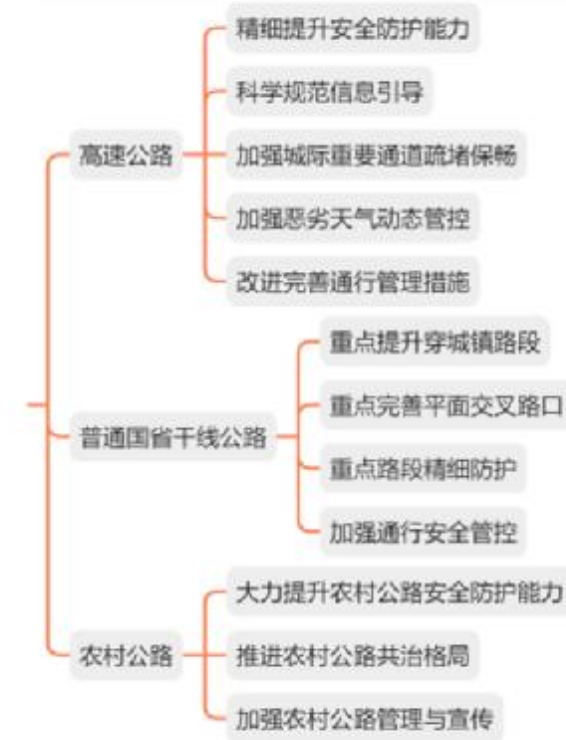 高速公路
精细提升安全防护能力
科学规范信息引导
加强城际重要通道疏堵保畅
加强恶劣天气动态管控
改进完善通行管理措施
普通国省干线公路
重点提升穿城镇路段
重点完善平面交叉路口
重点路段精细防护
加强通行安全管控
农村公路
大力提升农村公路安全防护能力
推进农村公路共治格局
加强农村公路管理与宣传